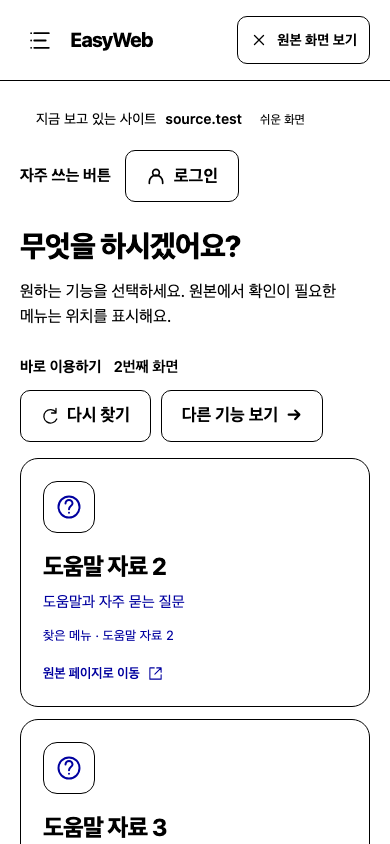 EasyWeb
원본 화면 보기
지금 보고 있는 사이트 source.test 쉬운 화면
자주 쓰는 버튼
로그인
무엇을 하시겠어요?
원하는 기능을 선택하세요. 원본에서 확인이 필요한
메뉴는 위치를 표시해요.
바로 이용하기 2번째 화면
다시 찾기
다른 기능 보기
도움말 자료 2
도움말과 자주 묻는 질문
찾은 메뉴 · 도움말 자료 2
원본 페이지로 이동
도움말 자료 3